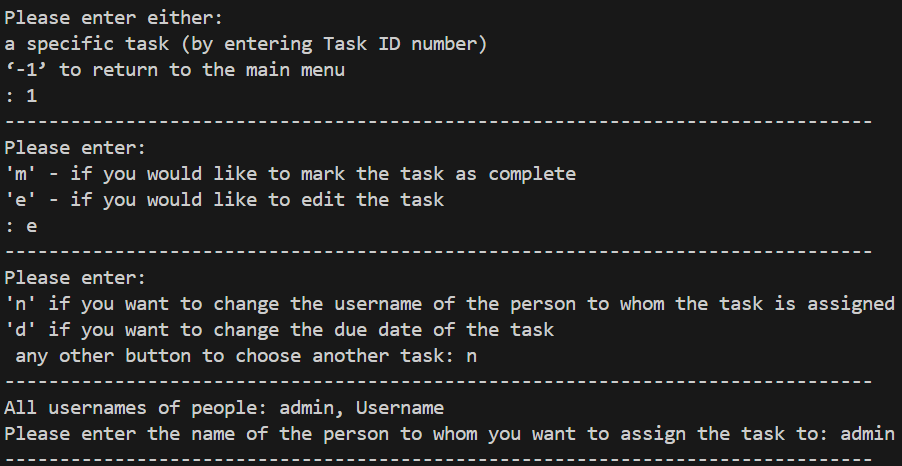 Please enter either:
a specific task (by entering Task ID number)
‘-1’ to return to the main menu
: 1
--------------------------------------------------------------------------------
Please enter:
'm' - if you would like to mark the task as complete
'e' - if you would like to edit the task
: e
--------------------------------------------------------------------------------
Please enter:
'n' if you want to change the username of the person to whom the task is assigned
'd' if you want to change the due date of the task
 any other button to choose another task: n
--------------------------------------------------------------------------------
All usernames of people: admin, Username
Please enter the name of the person to whom you want to assign the task to: admin
--------------------------------------------------------------------------------